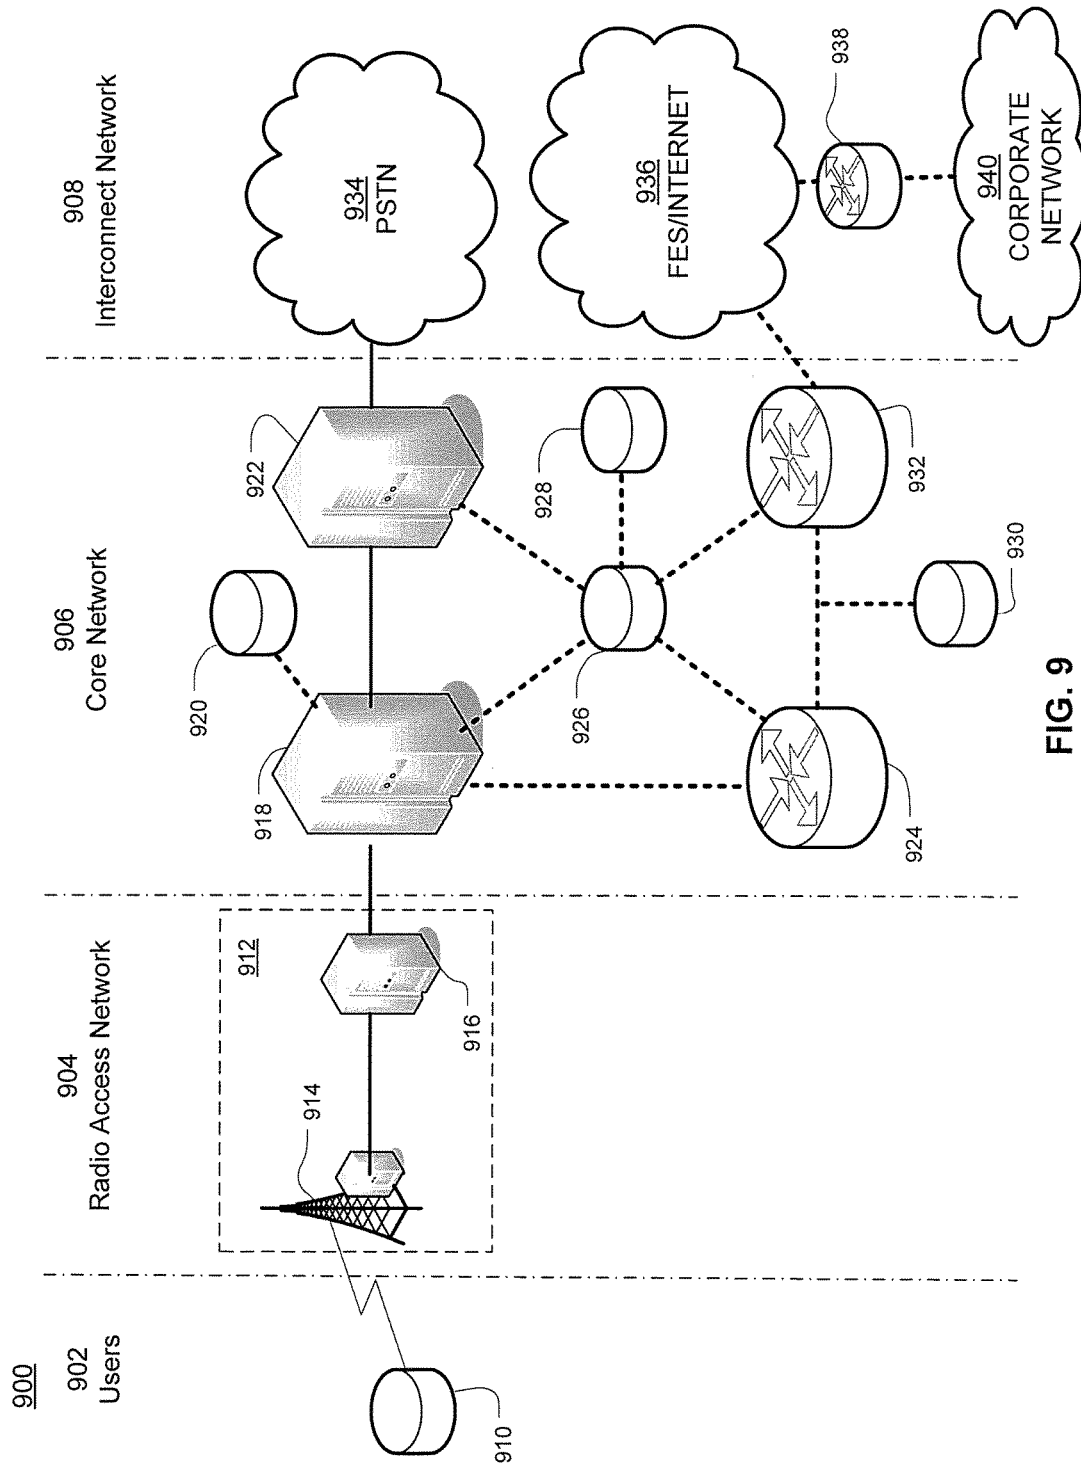 900
902
Users
904
Radio Access Network
906
Core Network
908
Interconnect Network
910
912
914
916
918
920
922
924
926
928
930
932
934
PSTN
936
FES/INTERNET
938
940
CORPORATE
NETWORK
FIG. 9